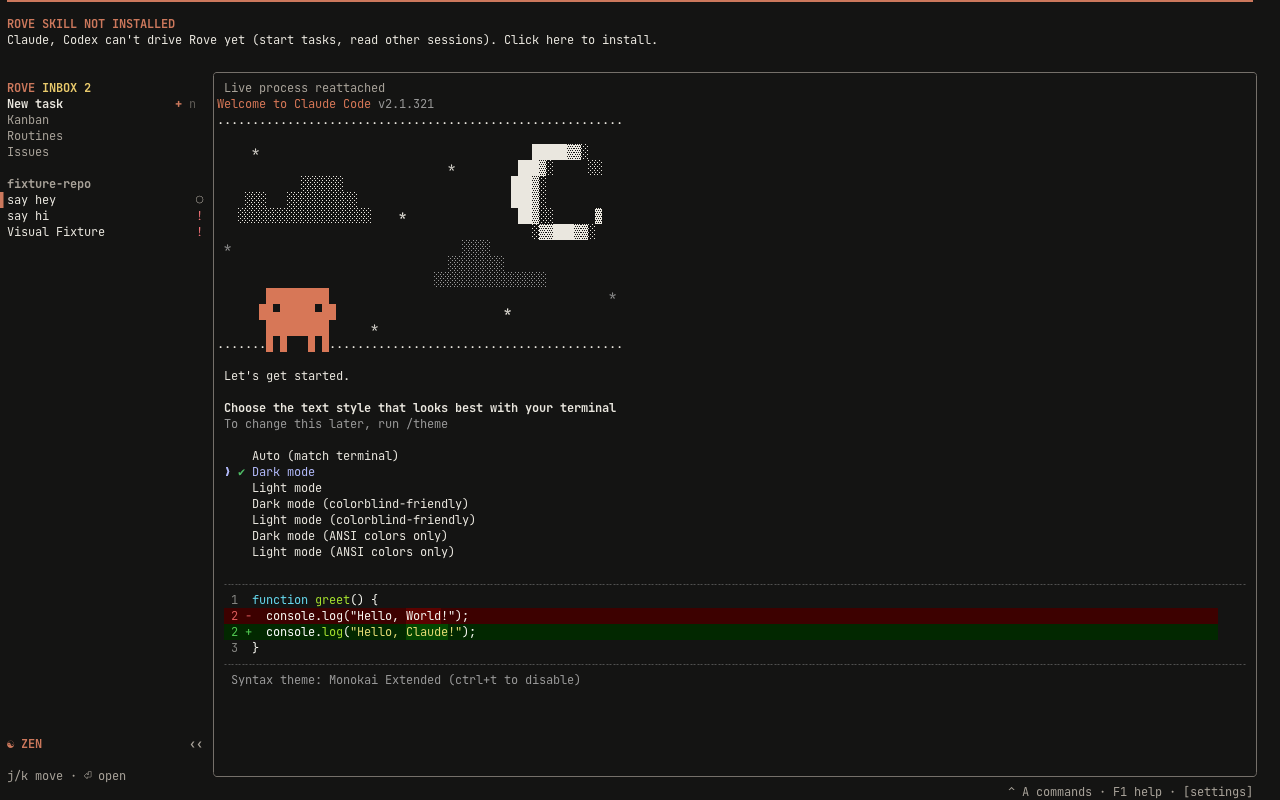 ROVE SKILL NOT INSTALLED
Claude, Codex can't drive Rove yet (start tasks, read other sessions). Click here to install.
ROVE INBOX 2
New task + n
Kanban
Routines
Issues
fixture-repo
say hey
say hi !
Visual Fixture !
☯ ZEN ‹‹
j/k move · ⏎ open
Live process reattached
Welcome to Claude Code v2.1.321
Let's get started.
Choose the text style that looks best with your terminal
To change this later, run /theme
Auto (match terminal)
❯ ✔ Dark mode
Light mode
Dark mode (colorblind-friendly)
Light mode (colorblind-friendly)
Dark mode (ANSI colors only)
Light mode (ANSI colors only)
1 function greet() {
2 - console.log("Hello, World!");
2 + console.log("Hello, Claude!");
3 }
Syntax theme: Monokai Extended (ctrl+t to disable)
^ A commands · F1 help · [settings]